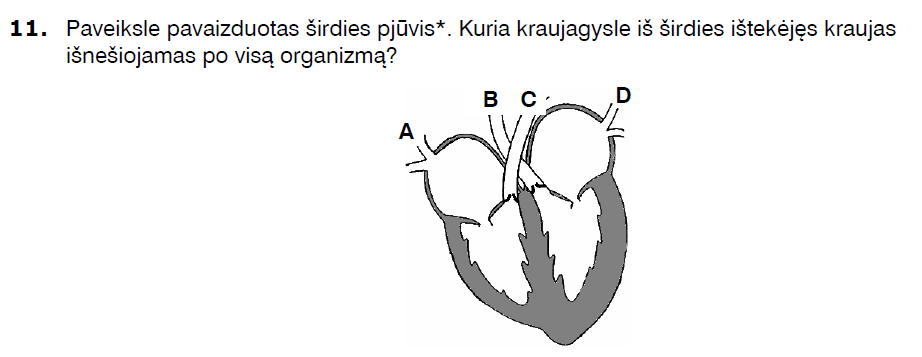 11. Paveiksle pavaizduotas širdies pjūvis*. Kuria kraujagysle iš širdies ištekėjęs kraujas
išnešiojamas po visą organizmą?
B C D
A